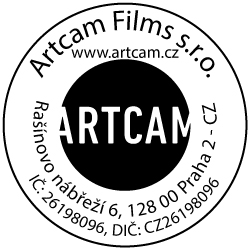 Artcam Films s.r.o.
www.artcam.cz
ARTCAM
Rašínovo nábřeží 6, 128 00 Praha 2 - CZ
IČ: 26198096, DIČ: CZ26198096